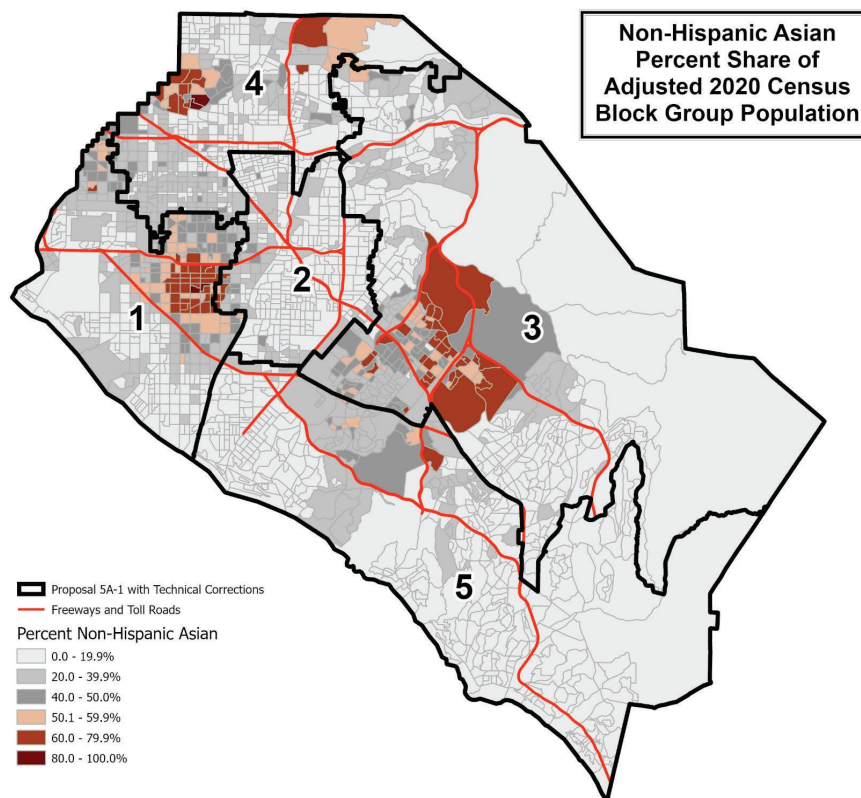 Non-Hispanic Asian
Percent Share of
Adjusted 2020 Census
Block Group Population
4
2
1
3
5
Proposal 5A-1 with Technical Corrections
Freeways and Toll Roads
Percent Non-Hispanic Asian
0.0 - 19.9%
20.0 - 39.9%
40.0 - 50.0%
50.1 - 59.9%
60.0 - 79.9%
80.0 - 100.0%